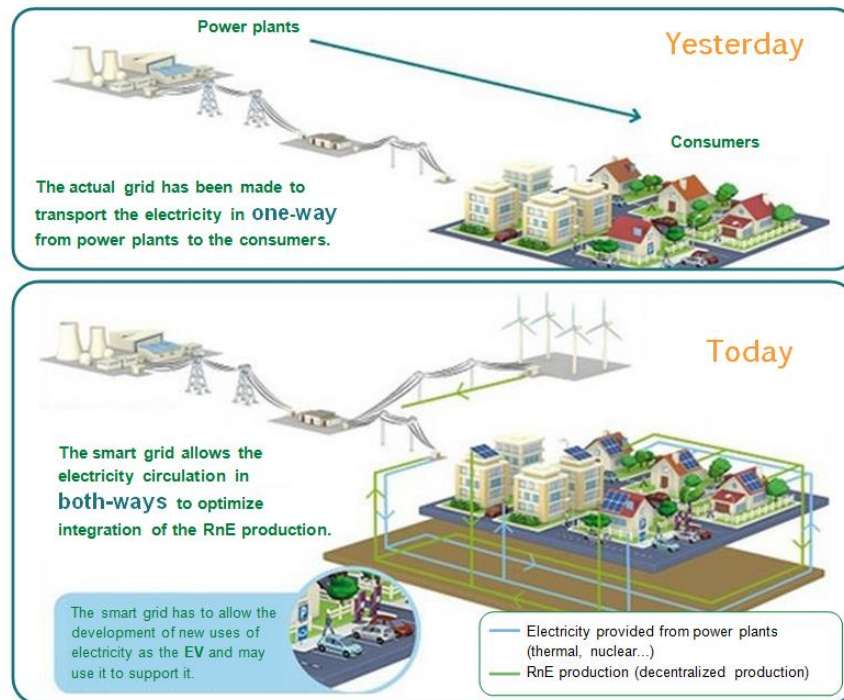 Power plants
Yesterday
Consumers
The actual grid has been made to
transport the electricity in one-way
from power plants to the consumers.
Today
The smart grid allows the
electricity circulation in
both-ways to optimize
integration of the RnE production.
The smart grid has to allow the
development of new uses of
electricity as the EV and may
use it to support it.
Electricity provided from power plants
(thermal, nuclear...)
RnE production (decentralized production)